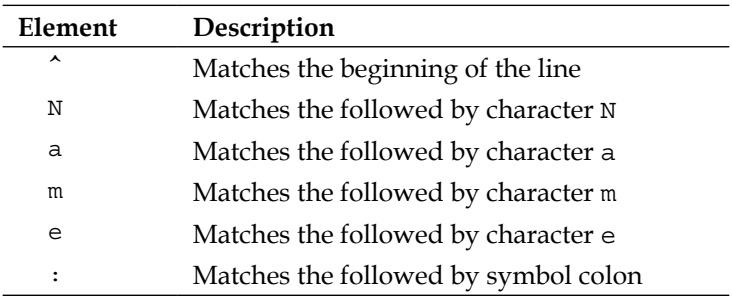 Element Description
^ Matches the beginning of the line
N Matches the followed by character N
a Matches the followed by character a
m Matches the followed by character m
e Matches the followed by character e
: Matches the followed by symbol colon